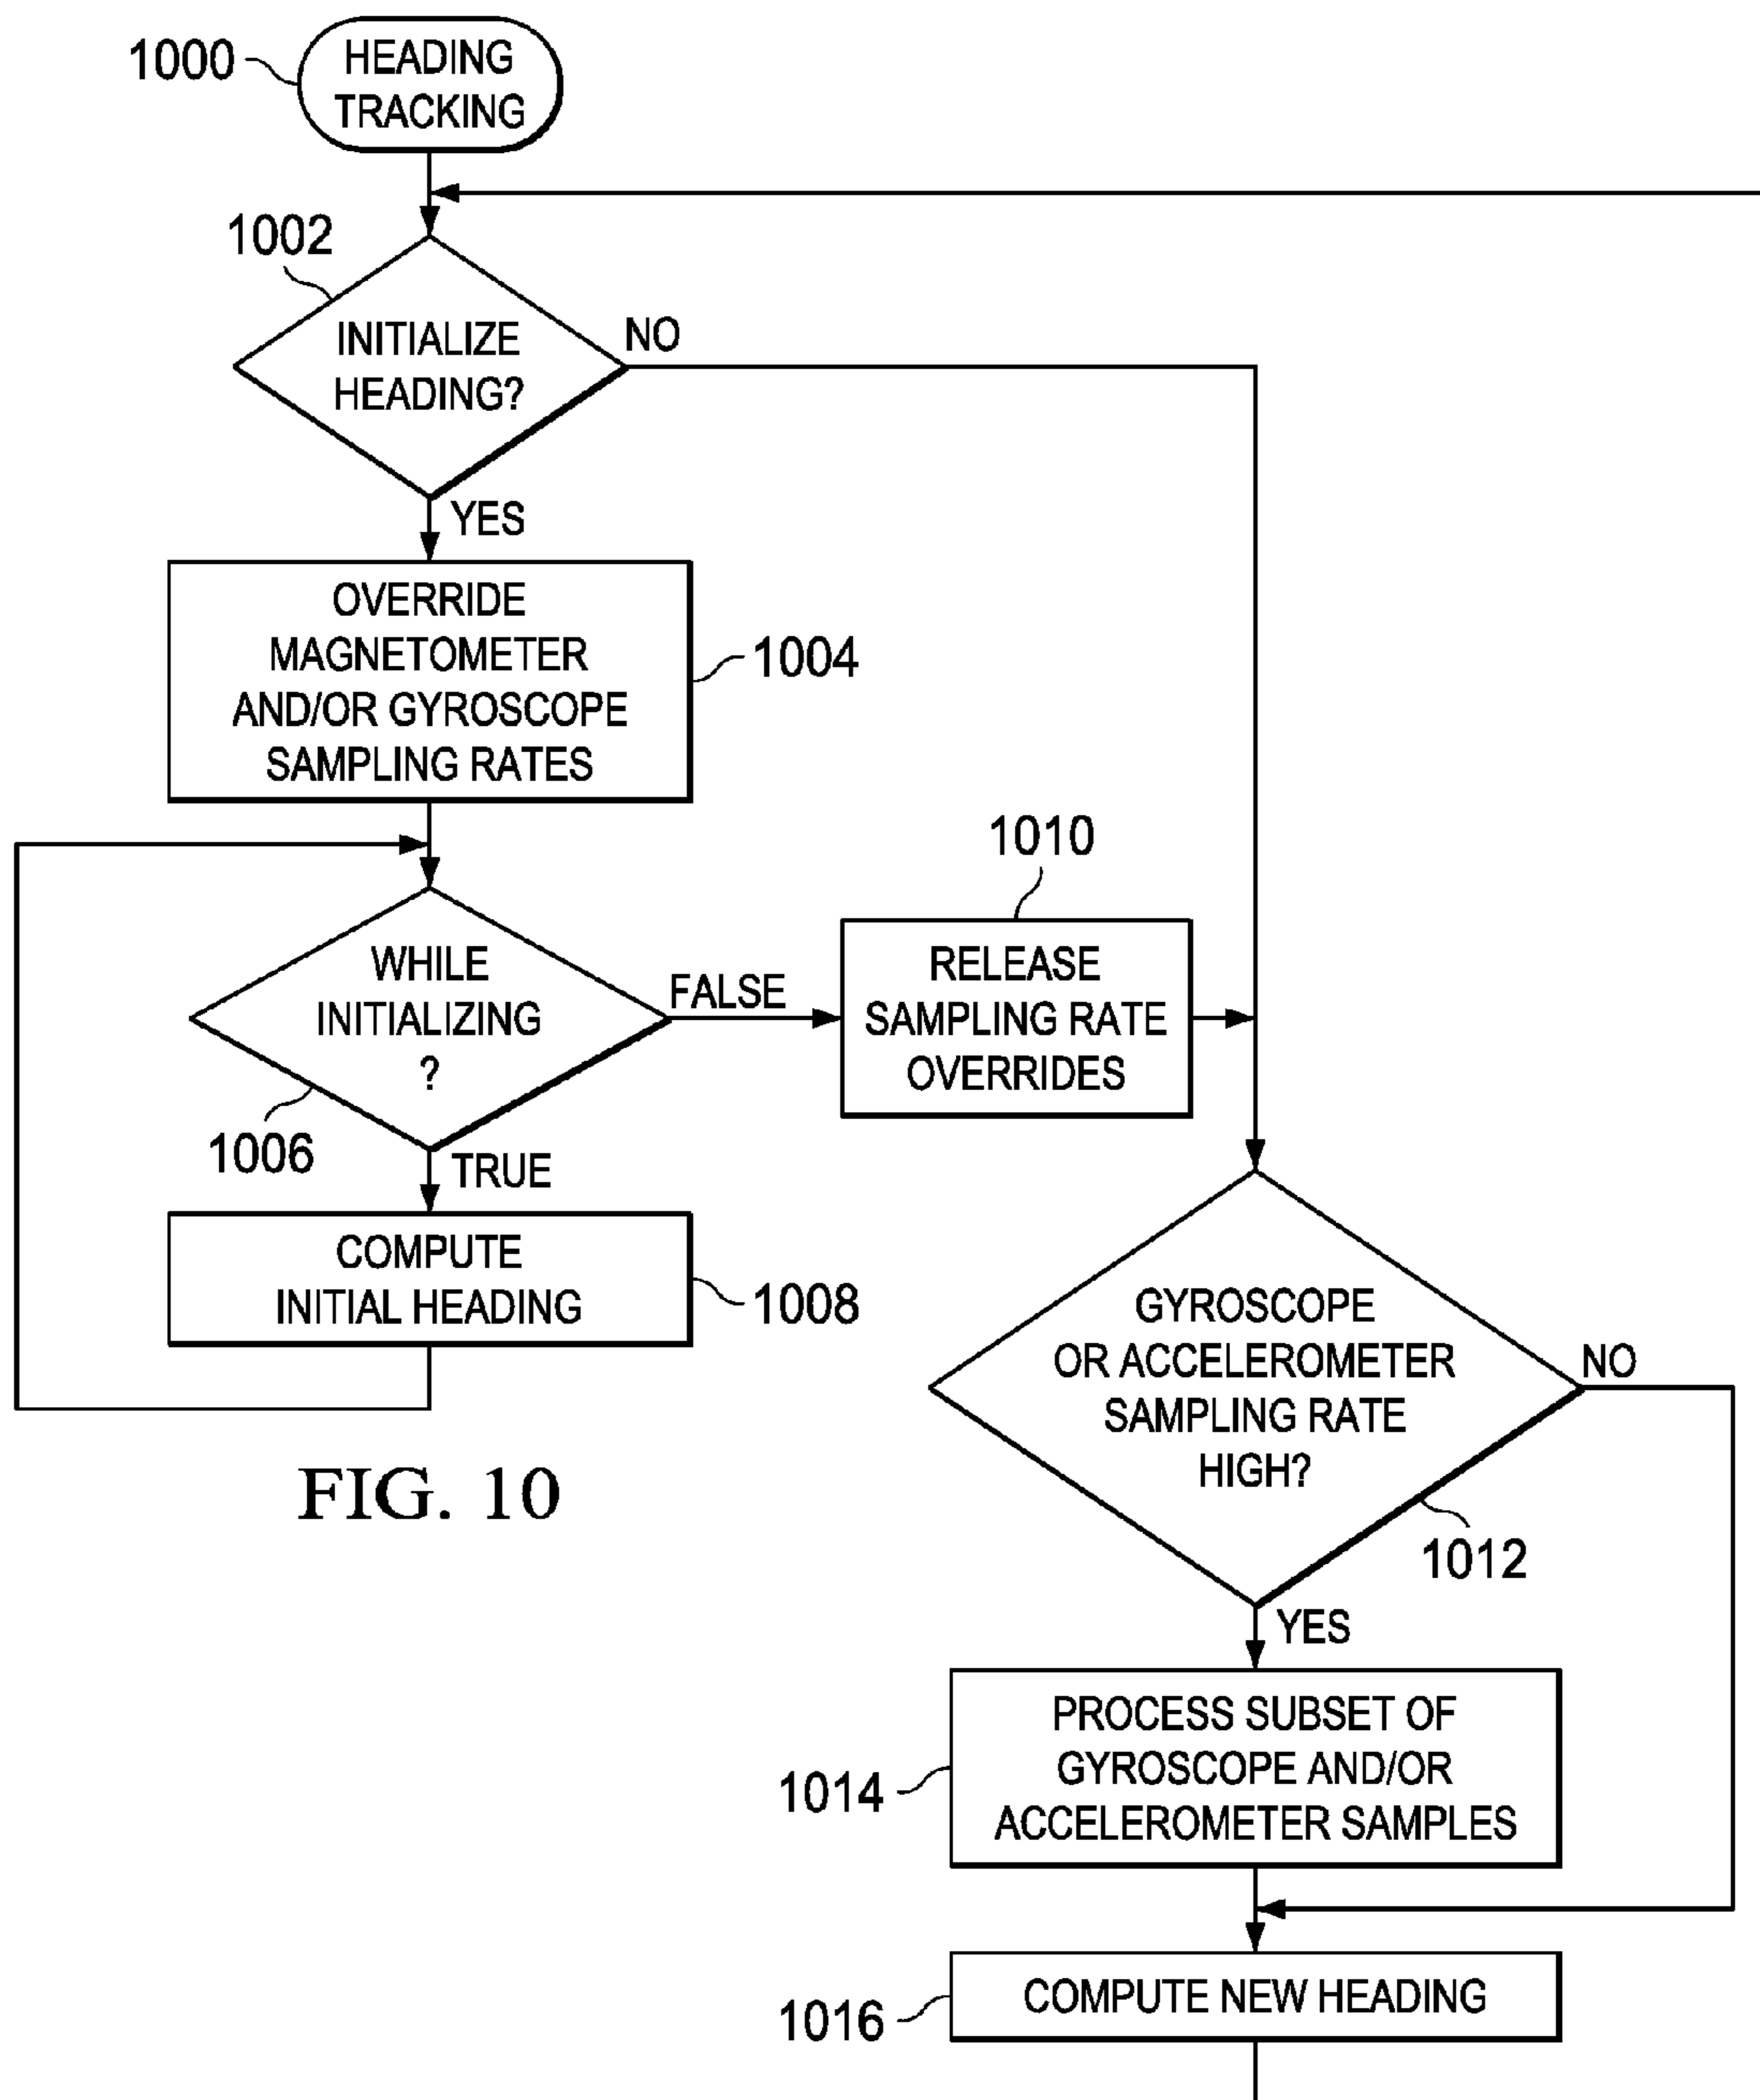 1000
HEADING
TRACKING
1002
INITIALIZE
HEADING?
NO
YES
OVERRIDE
MAGNETOMETER
AND/OR GYROSCOPE
SAMPLING RATES
1004
WHILE
INITIALIZING
?
1006
FALSE
TRUE
1010
RELEASE
SAMPLING RATE
OVERRIDES
COMPUTE
INITIAL HEADING
1008
GYROSCOPE
OR ACCELEROMETER
SAMPLING RATE
HIGH?
NO
1012
YES
FIG. 10
PROCESS SUBSET OF
GYROSCOPE AND/OR
ACCELEROMETER SAMPLES
1014
COMPUTE NEW HEADING
1016